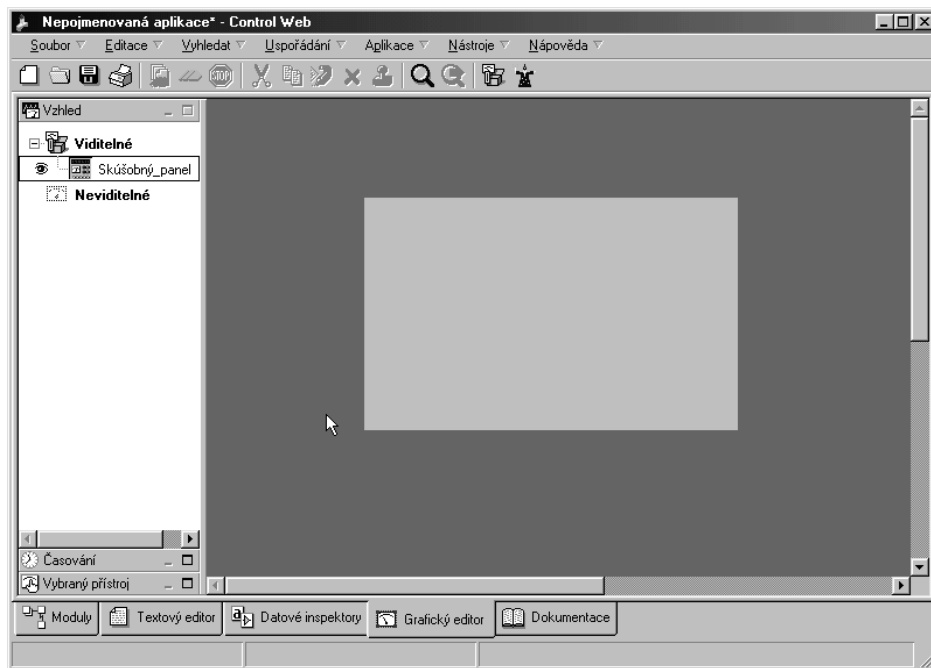 Nepojmenovaná aplikace* - Control Web
Soubor Editace Vyhledat Uspořádání Aplikace Nástroje Nápověda
STOP
Vzhled
Viditelné
Skúšobný_panel
Neviditelné
Časování
Vybraný přístroj
Moduly Textový editor Datové inspektory Grafický editor Dokumentace